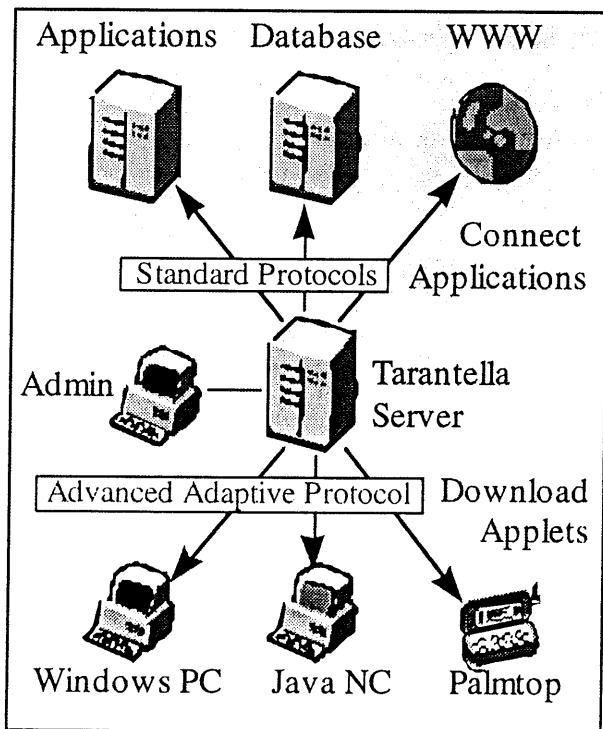 Applications Database WWW
Standard Protocols
Connect
Applications
Admin
Tarantella
Server
Advanced Adaptive Protocol
Download
Applets
Windows PC Java NC Palmtop